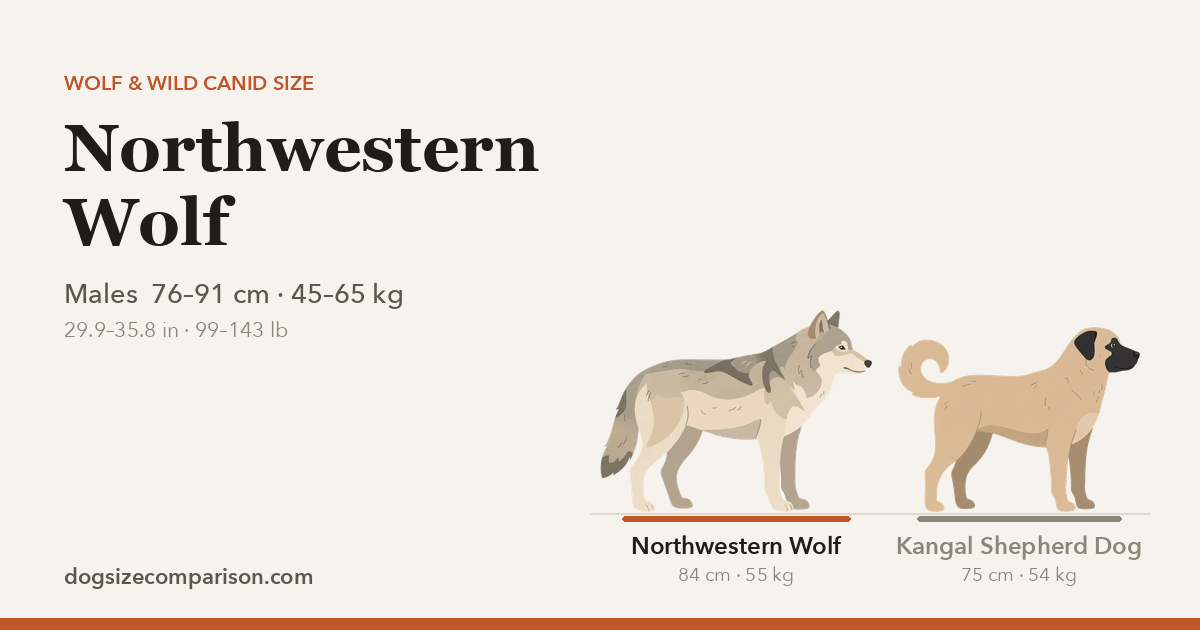 WOLF & WILD CANID SIZE
Northwestern
Wolf
Males 76–91 cm · 45–65 kg
29.9–35.8 in · 99–143 lb
Northwestern Wolf
84 cm · 55 kg
Kangal Shepherd Dog
75 cm · 54 kg
dogsizecomparison.com